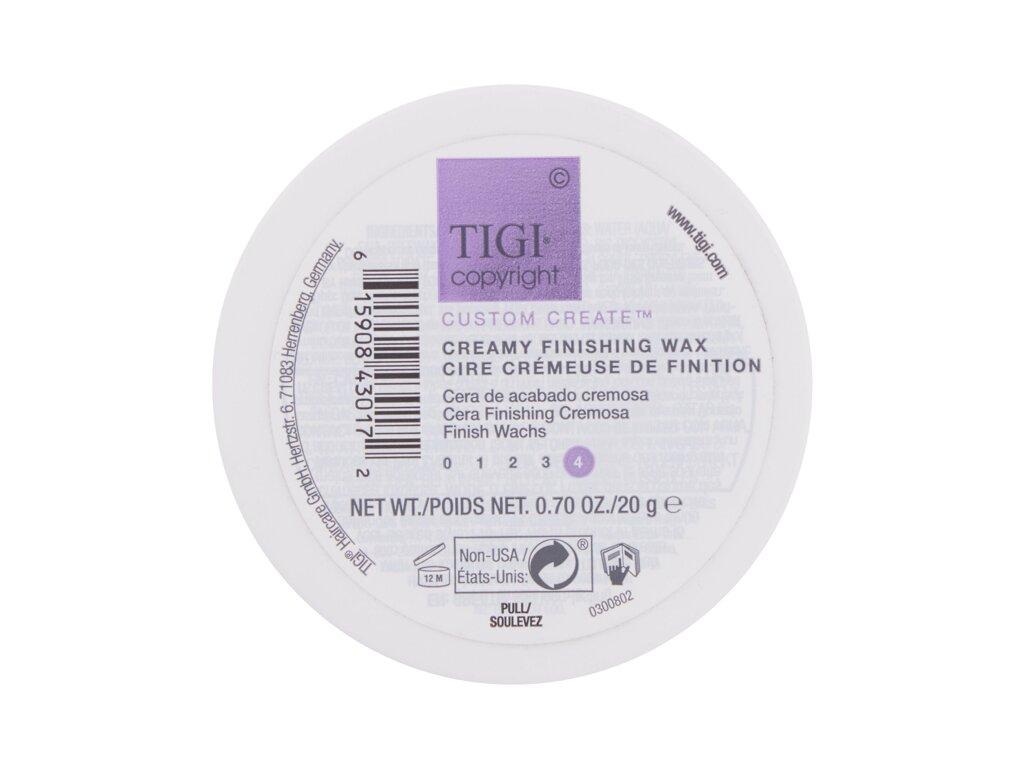 ©
TIGI®
copyright
CUSTOM CREATE™
CREAMY FINISHING WAX
CIRE CRÉMEUSE DE FINITION
Cera de acabado cremosa
Cera Finishing Cremosa
Finish Wachs
0 1 2 3 4
NET WT./POIDS NET. 0.70 OZ./20 g ℮
12 M
Non-USA /
États-Unis:
®
PULL/
SOULEVEZ
0300802
www.tigi.com
6 15908 43017 2
TIGI® Haircare GmbH, Hertzstr. 6, 71083 Herrenberg, Germany.